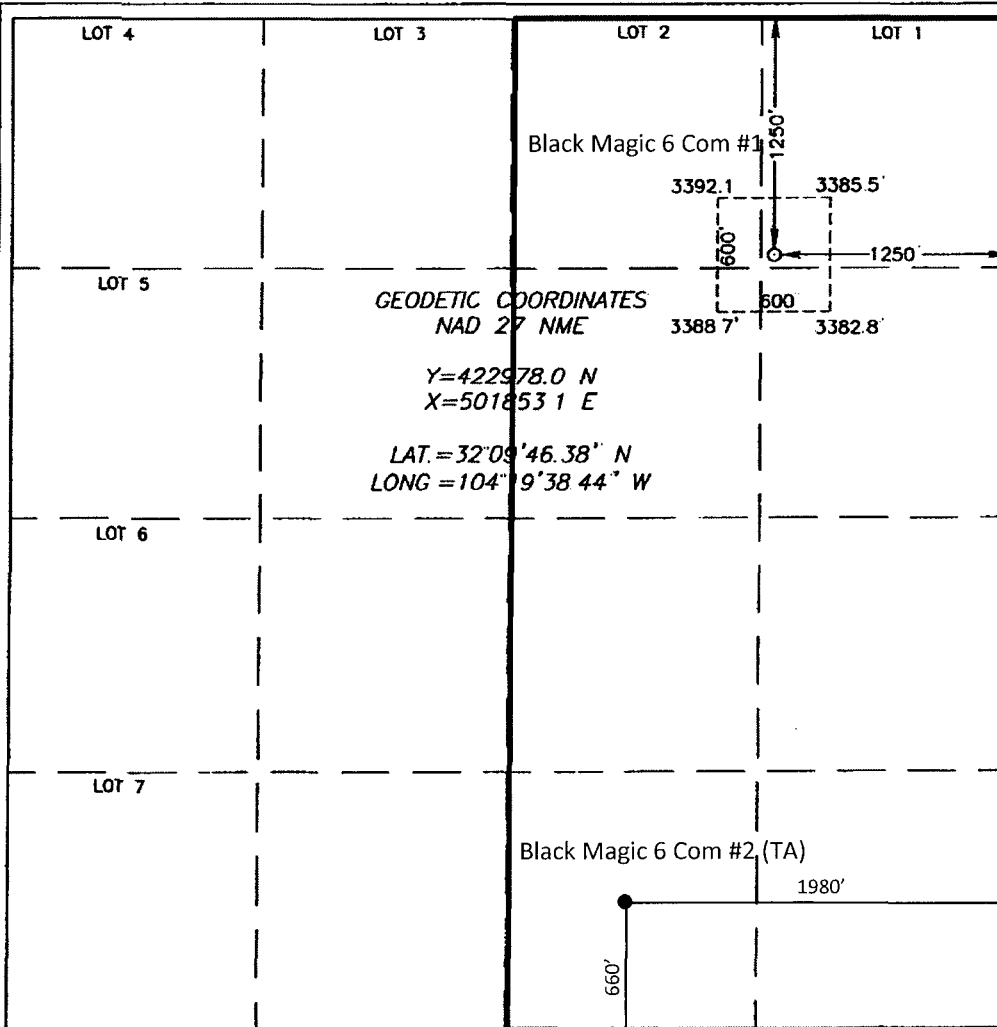 LOT 4
LOT 3
LOT 2
LOT 1
1250'
Black Magic 6 Com #1
3392.1
3385.5'
600'
1250'
LOT 5
600'
GEODETIC COORDINATES
NAD 27 NME
3388 7'
3382.8'
Y=422978.0 N
X=501853 1 E
LAT.=32°09'46.38" N
LONG =104°19'38 44" W
LOT 6
LOT 7
Black Magic 6 Com #2 (TA)
1980'
660'